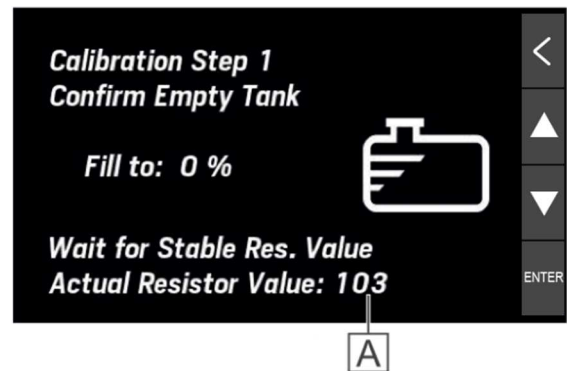 Calibration Step 1
Confirm Empty Tank
Fill to: 0 %
Wait for Stable Res. Value
Actual Resistor Value: 103
ENTER
A